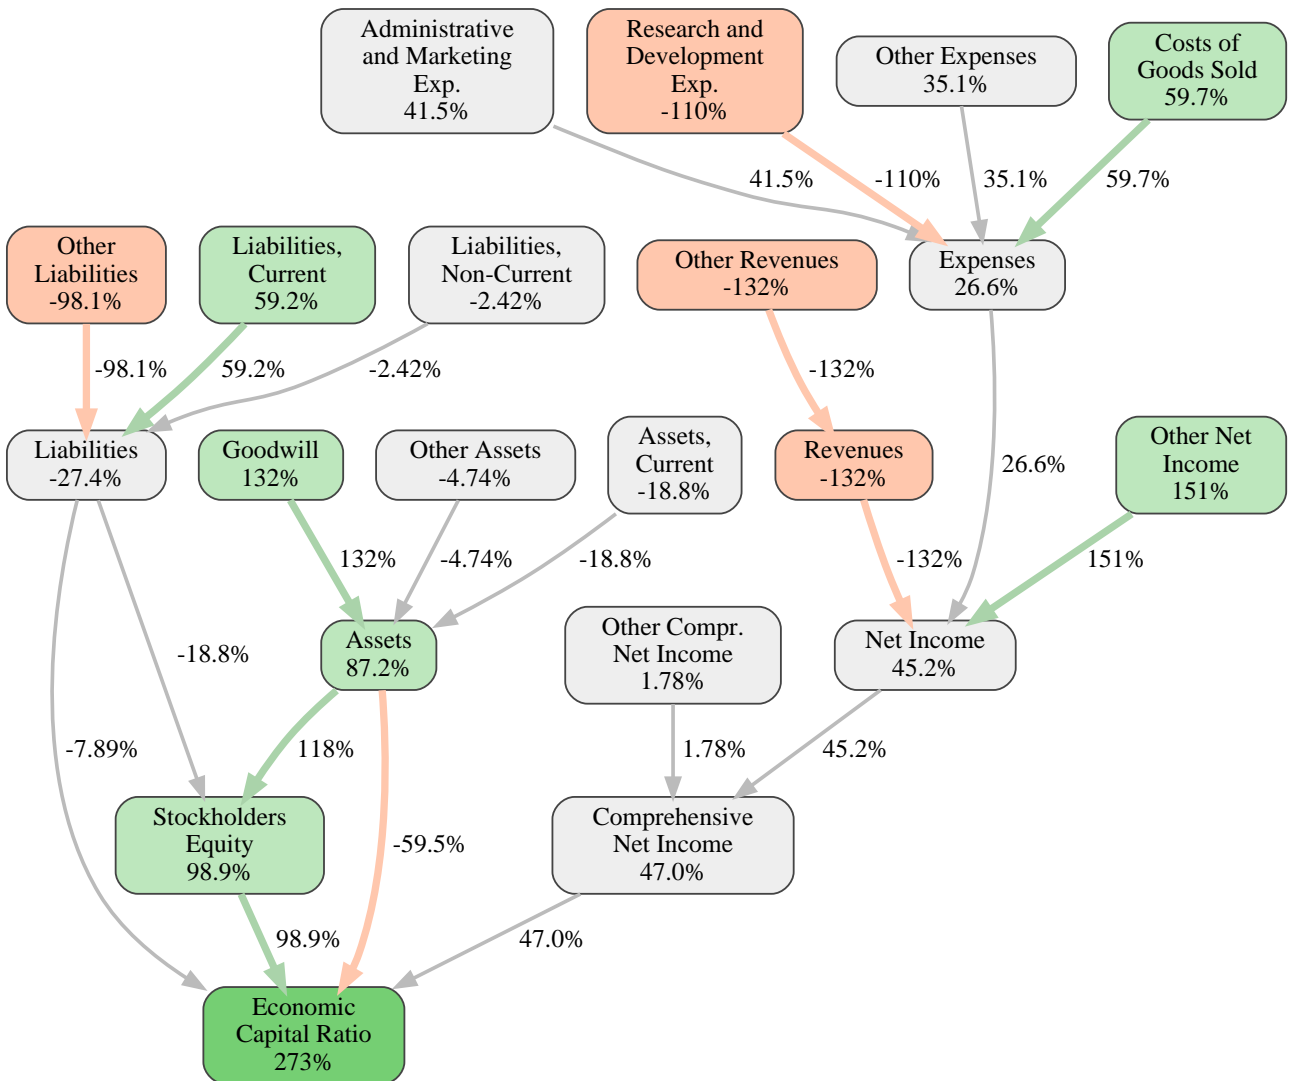 Administrative
and Marketing
Exp.
41.5%
Research and
Development
Exp.
-110%
Other Expenses
35.1%
Costs of
Goods Sold
59.7%
41.5%
-110%
35.1%
59.7%
Other
Liabilities
-98.1%
Liabilities,
Current
59.2%
Liabilities,
Non-Current
-2.42%
Other Revenues
-132%
Expenses
26.6%
-98.1%
59.2%
-2.42%
-132%
Liabilities
-27.4%
Goodwill
132%
Other Assets
-4.74%
Assets,
Current
-18.8%
Revenues
-132%
26.6%
Other Net
Income
151%
132%
-4.74%
-18.8%
-132%
151%
-18.8%
Assets
87.2%
Other Compr.
Net Income
1.78%
Net Income
45.2%
-7.89%
118%
1.78%
45.2%
Stockholders
Equity
98.9%
-59.5%
Comprehensive
Net Income
47.0%
98.9%
47.0%
Economic
Capital Ratio
273%